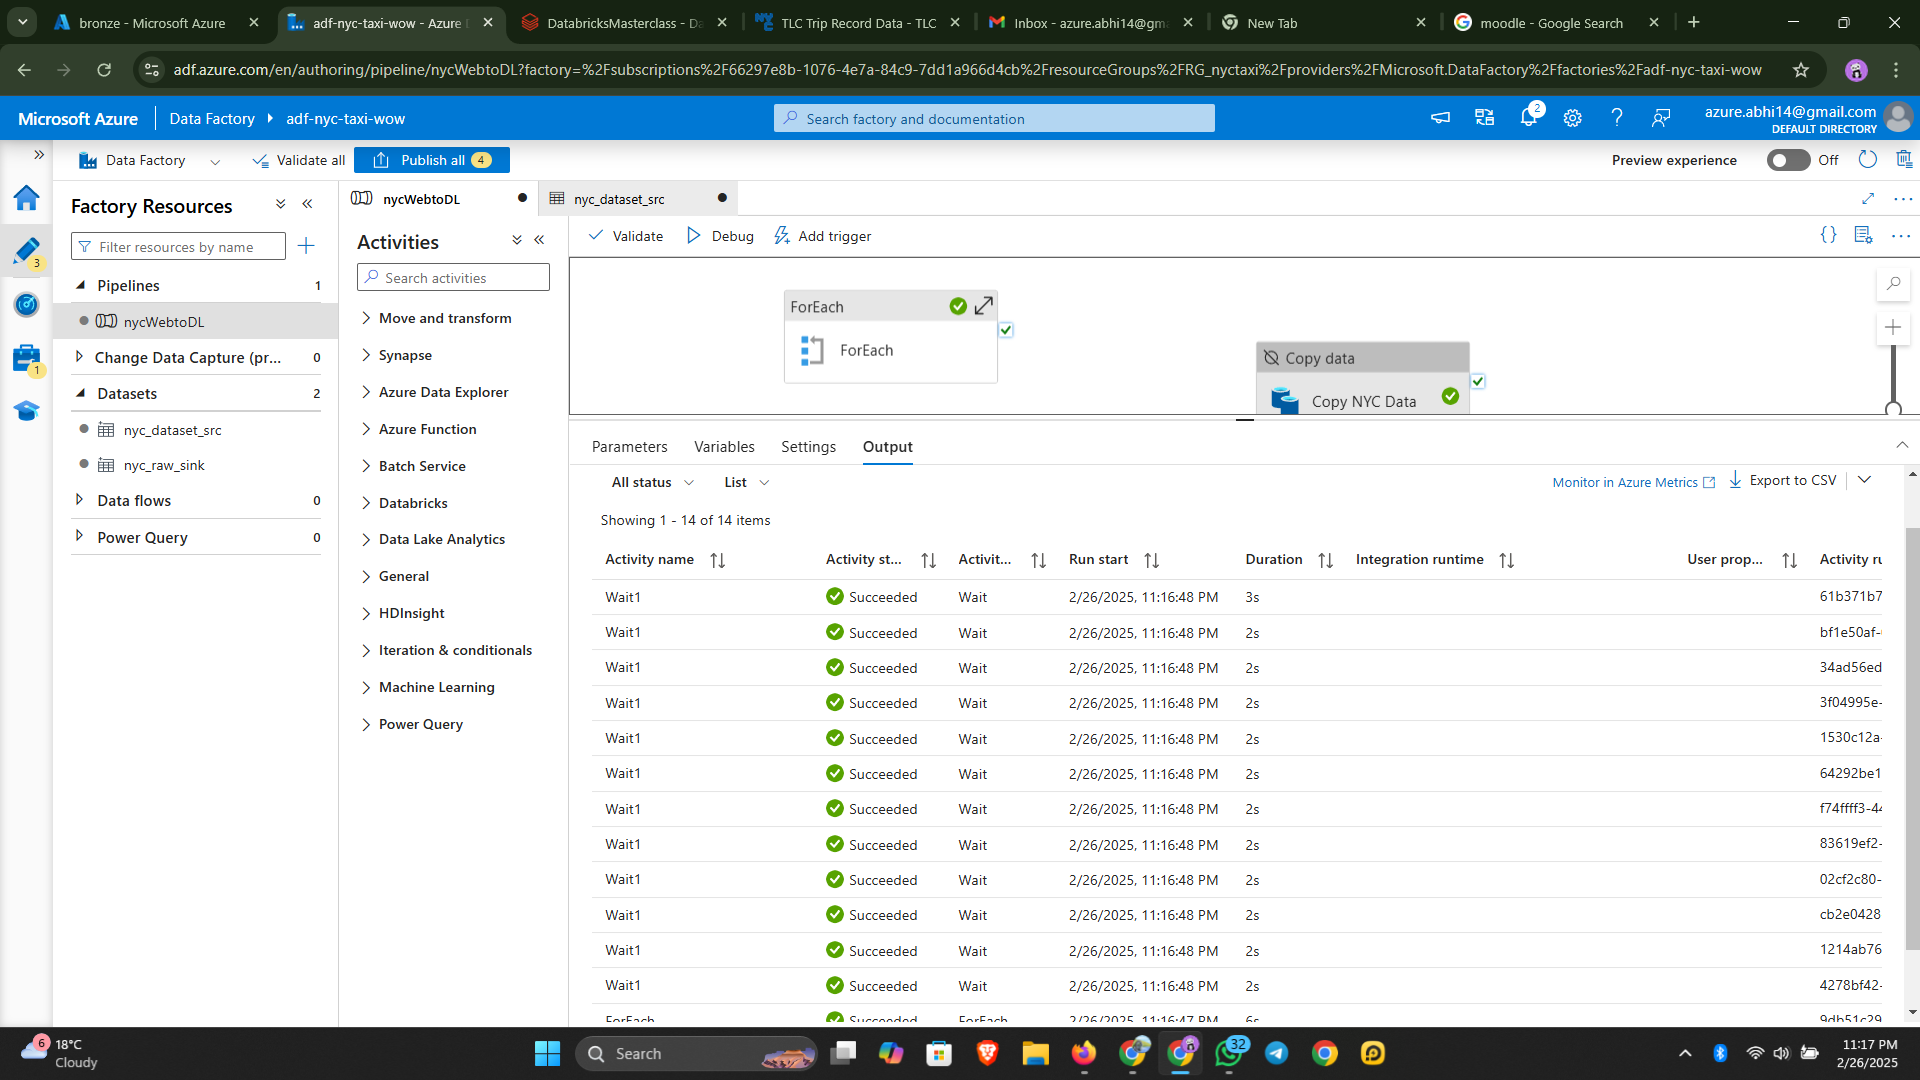 bronze - Microsoft Azure
adf-nyc-taxi-wow - Azure D
DatabricksMasterclass - Da
TLC Trip Record Data - TLC
Inbox - azure.abhi14@gm
New Tab
moodle - Google Search
adf.azure.com/en/authoring/pipeline/nycWebtoDL?factory=%2Fsubscriptions%2F66297e8b-1076-4e7a-84c9-7dd1a966d4cb%2FresourceGroups%2FRG_nyctaxi%2Fproviders%2FMicrosoft.DataFactory%2Ffactories%2Fadf-nyc-taxi-wow
Microsoft Azure
Data Factory
adf-nyc-taxi-wow
Search factory and documentation
2
azure.abhi14@gmail.com
DEFAULT DIRECTORY
Data Factory
Validate all
Publish all 4
Preview experience
Off
3
1
Factory Resources
Filter resources by name
Pipelines 1
nycWebtoDL
Change Data Capture (pr... 0
Datasets 2
nyc_dataset_src
nyc_raw_sink
Data flows 0
Power Query 0
nycWebtoDL
nyc_dataset_src
Activities
Search activities
Move and transform
Synapse
Azure Data Explorer
Azure Function
Batch Service
Databricks
Data Lake Analytics
General
HDInsight
Iteration & conditionals
Machine Learning
Power Query
Validate
Debug
Add trigger
ForEach
ForEach
Copy data
Copy NYC Data
Parameters
Variables
Settings
Output
All status
List
Monitor in Azure Metrics
Export to CSV
Showing 1 - 14 of 14 items
Activity name Activity st... Activit... Run start Duration Integration runtime User prop... Activity ru
Wait1 Succeeded Wait 2/26/2025, 11:16:48 PM 3s 61b371b7
Wait1 Succeeded Wait 2/26/2025, 11:16:48 PM 2s bf1e50af-
Wait1 Succeeded Wait 2/26/2025, 11:16:48 PM 2s 34ad56ed
Wait1 Succeeded Wait 2/26/2025, 11:16:48 PM 2s 3f04995e-
Wait1 Succeeded Wait 2/26/2025, 11:16:48 PM 2s 1530c12a-
Wait1 Succeeded Wait 2/26/2025, 11:16:48 PM 2s 64292be1
Wait1 Succeeded Wait 2/26/2025, 11:16:48 PM 2s f74ffff3-44
Wait1 Succeeded Wait 2/26/2025, 11:16:48 PM 2s 83619ef2-
Wait1 Succeeded Wait 2/26/2025, 11:16:48 PM 2s 02cf2c80-
Wait1 Succeeded Wait 2/26/2025, 11:16:48 PM 2s cb2e0428
Wait1 Succeeded Wait 2/26/2025, 11:16:48 PM 2s 1214ab76
Wait1 Succeeded Wait 2/26/2025, 11:16:48 PM 2s 4278bf42-
ForEach Succeeded ForEach 2/26/2025, 11:16:47 PM 6s 9db51c29
6
18°C
Cloudy
Search
32
11:17 PM
2/26/2025